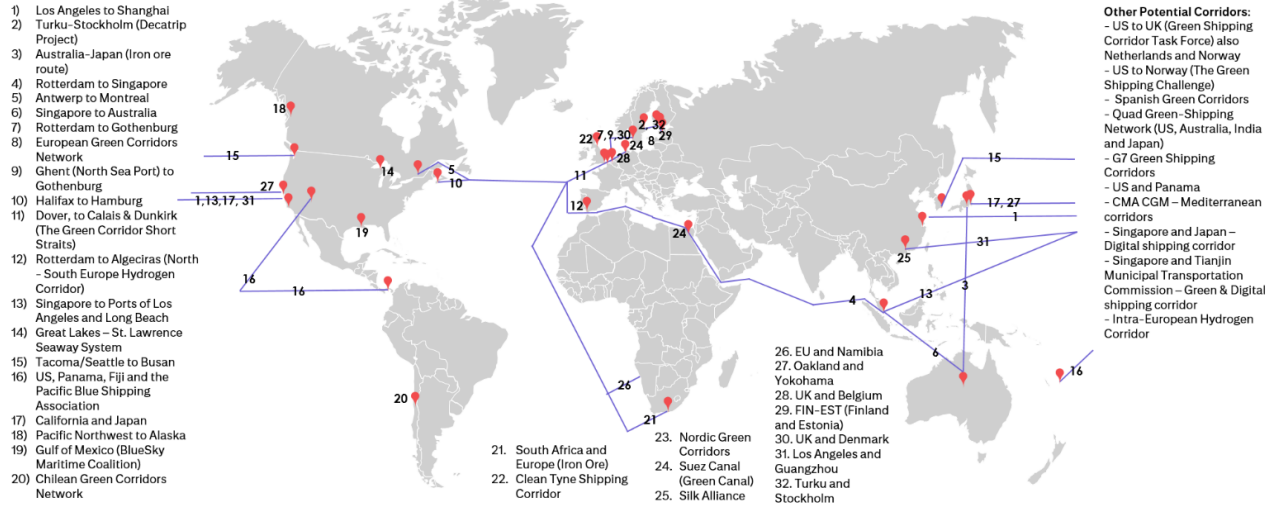 1) Los Angeles to Shanghai
2) Turku-Stockholm (Decatrip
Project)
3) Australia-Japan (Iron ore
route)
4) Rotterdam to Singapore
5) Antwerp to Montreal
6) Singapore to Australia
7) Rotterdam to Gothenburg
8) European Green Corridors
Network
9) Ghent (North Sea Port) to
Gothenburg
10) Halifax to Hamburg
11) Dover, to Calais & Dunkirk
(The Green Corridor Short
Straits)
12) Rotterdam to Algeciras (North
- South Europe Hydrogen
Corridor)
13) Singapore to Ports of Los
Angeles and Long Beach
14) Great Lakes – St. Lawrence
Seaway System
15) Tacoma/Seattle to Busan
16) US, Panama, Fiji and the
Pacific Blue Shipping
Association
17) California and Japan
18) Pacific Northwest to Alaska
19) Gulf of Mexico (BlueSky
Maritime Coalition)
20) Chilean Green Corridors
Network
18
15
27
1,13,17, 31
14
5
10
19
16
16
20
22
7,9,30
2, 32
8
29
24
28
11
12
24
26
21
4
25
15
17, 27
1
31
13
3
6
16
21. South Africa and
Europe (Iron Ore)
22. Clean Tyne Shipping
Corridor
23. Nordic Green
Corridors
24. Suez Canal
(Green Canal)
25. Silk Alliance
26. EU and Namibia
27. Oakland and
Yokohama
28. UK and Belgium
29. FIN-EST (Finland
and Estonia)
30. UK and Denmark
31. Los Angeles and
Guangzhou
32. Turku and
Stockholm
Other Potential Corridors:
- US to UK (Green Shipping
Corridor Task Force) also
Netherlands and Norway
- US to Norway (The Green
Shipping Challenge)
- Spanish Green Corridors
- Quad Green-Shipping
Network (US, Australia, India
and Japan)
- G7 Green Shipping
Corridors
- US and Panama
- CMA CGM – Mediterranean
corridors
- Singapore and Japan –
Digital shipping corridor
- Singapore and Tianjin
Municipal Transportation
Commission – Green & Digital
shipping corridor
- Intra-European Hydrogen
Corridor